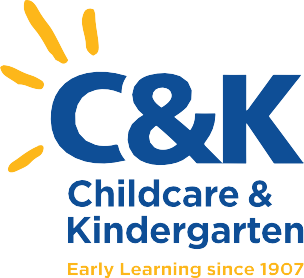 C&K
Childcare &
Kindergarten
Early Learning since 1907